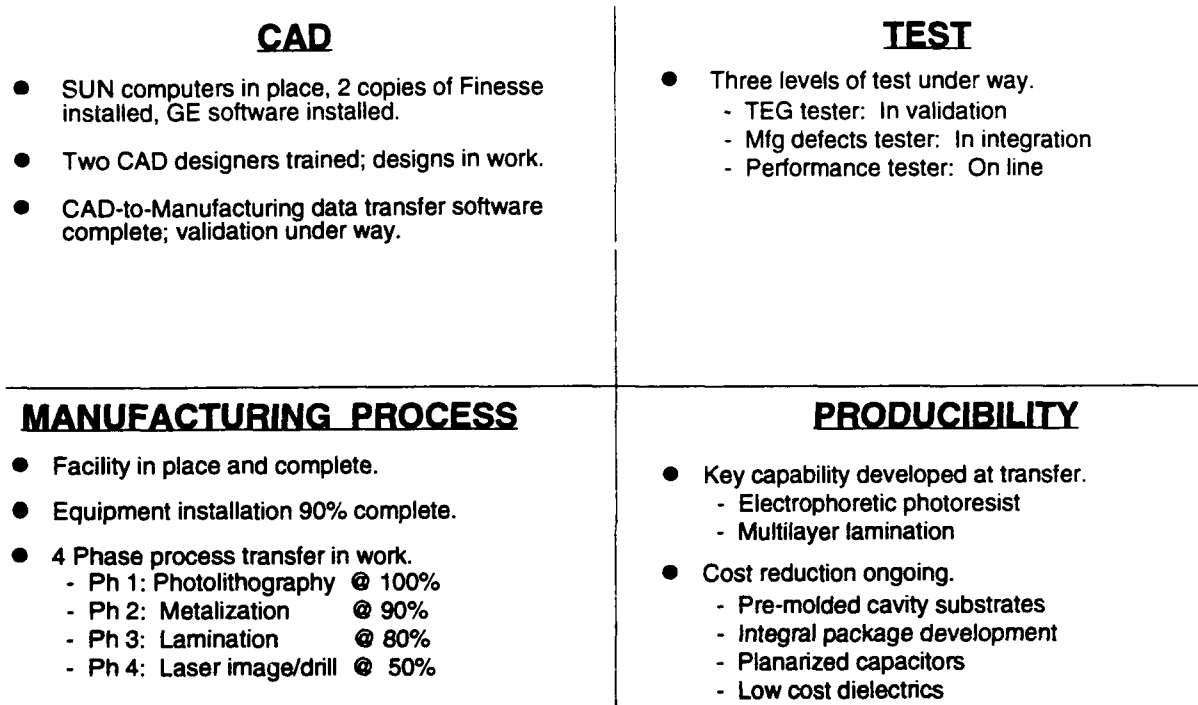 CAD
● SUN computers in place, 2 copies of Finesse
installed, GE software installed.
● Two CAD designers trained; designs in work.
● CAD-to-Manufacturing data transfer software
complete; validation under way.
TEST
● Three levels of test under way.
- TEG tester: In validation
- Mfg defects tester: In integration
- Performance tester: On line
MANUFACTURING PROCESS
● Facility in place and complete.
● Equipment installation 90% complete.
● 4 Phase process transfer in work.
- Ph 1: Photolithography @ 100%
- Ph 2: Metalization @ 90%
- Ph 3: Lamination @ 80%
- Ph 4: Laser image/drill @ 50%
PRODUCIBILITY
● Key capability developed at transfer.
- Electrophoretic photoresist
- Multilayer lamination
● Cost reduction ongoing.
- Pre-molded cavity substrates
- Integral package development
- Planarized capacitors
- Low cost dielectrics